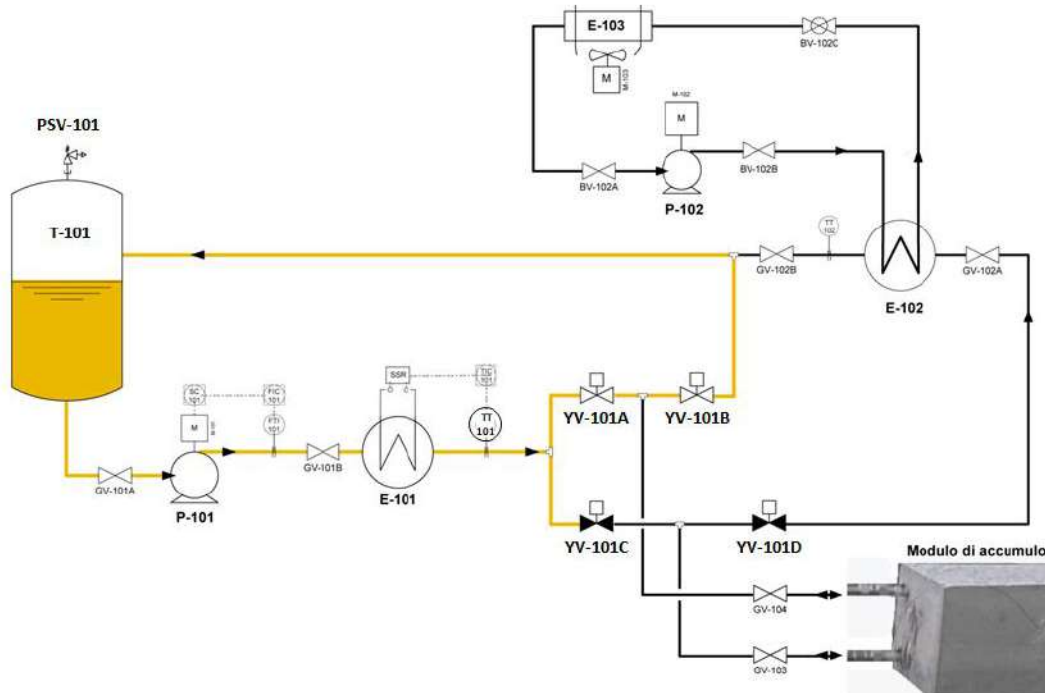 E-103
M
M-103
BV-102C
M-102
M
PSV-101
BV-102A
BV-102B
P-102
T-101
TT
102
GV-102B
GV-102A
E-102
SC
101
FIC
101
SSR
TIC
101
M
FTI
101
TT
101
YV-101A
YV-101B
GV-101A
GV-101B
P-101
E-101
YV-101C
YV-101D
Modulo di accumulo
GV-104
GV-103